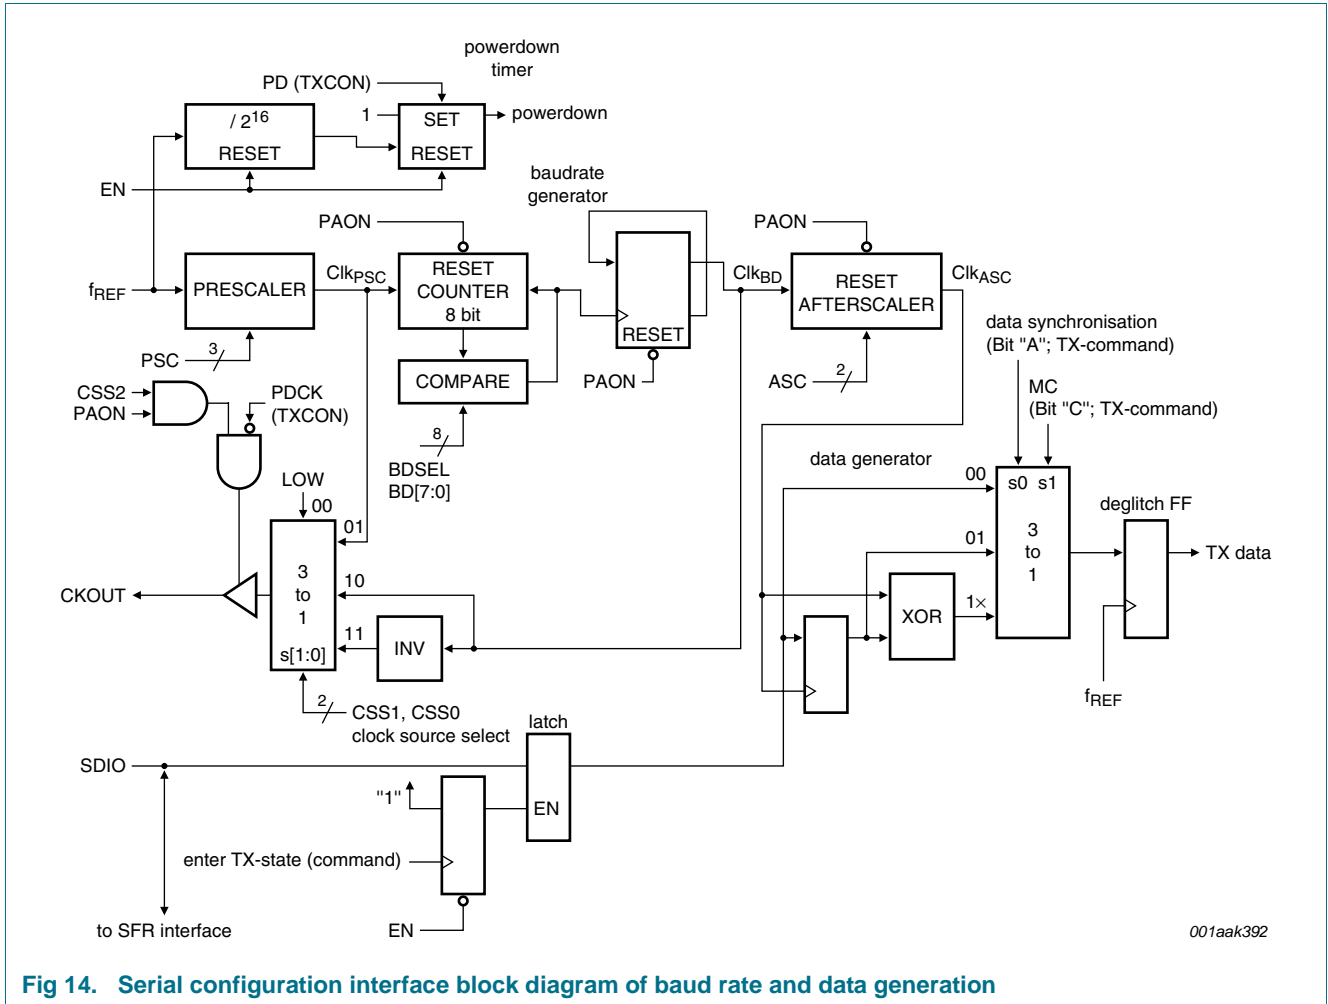 powerdown
timer
PD (TXCON)
1
/ 2¹⁶
RESET
SET
RESET
powerdown
EN
baudrate
generator
PAON
PAON
fREF
PRESCALER
ClkPSC
RESET
COUNTER
8 bit
RESET
ClkBD
RESET
AFTERSCALER
ClkASC
PSC
3
COMPARE
PAON
ASC
2
data synchronisation
(Bit "A"; TX-command)
MC
(Bit "C"; TX-command)
CSS2
PAON
PDCK
(TXCON)
8
BDSEL
BD[7:0]
data generator
LOW
00
01
10
11
3
to
1
s[1:0]
CKOUT
INV
2
CSS1, CSS0
clock source select
00
01
1×
s0 s1
3
to
1
XOR
deglitch FF
TX data
fREF
latch
EN
SDIO
"1"
enter TX-state (command)
EN
to SFR interface
001aak392
Fig 14. Serial configuration interface block diagram of baud rate and data generation